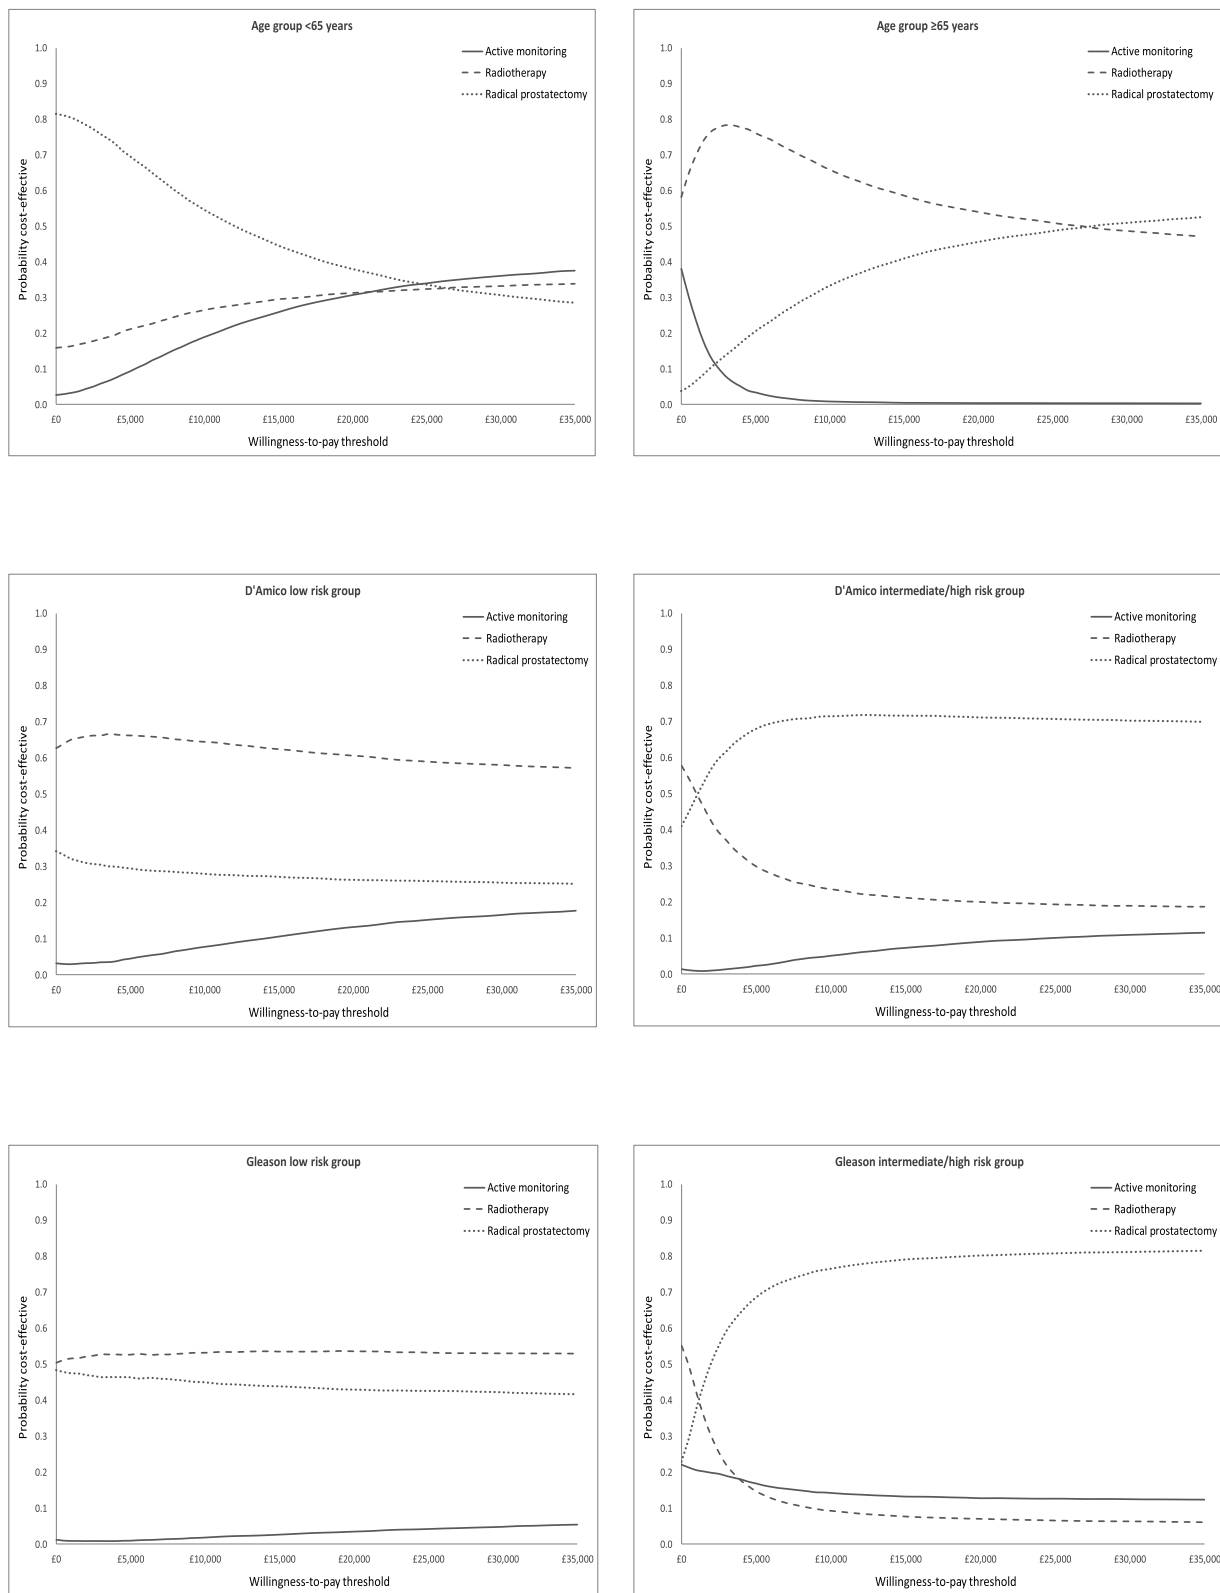 Age group <65 years
Active monitoring
Radiotherapy
Radical prostatectomy
Probability cost-effective
1.0
0.9
0.8
0.7
0.6
0.5
0.4
0.3
0.2
0.1
0.0
£0 £5,000 £10,000 £15,000 £20,000 £25,000 £30,000 £35,000
Willingness-to-pay threshold
Age group ≥65 years
Active monitoring
Radiotherapy
Radical prostatectomy
Probability cost-effective
1.0
0.9
0.8
0.7
0.6
0.5
0.4
0.3
0.2
0.1
0.0
£0 £5,000 £10,000 £15,000 £20,000 £25,000 £30,000 £35,000
Willingness-to-pay threshold
D'Amico low risk group
Active monitoring
Radiotherapy
Radical prostatectomy
Probability cost-effective
1.0
0.9
0.8
0.7
0.6
0.5
0.4
0.3
0.2
0.1
0.0
£0 £5,000 £10,000 £15,000 £20,000 £25,000 £30,000 £35,000
Willingness-to-pay threshold
D'Amico intermediate/high risk group
Active monitoring
Radiotherapy
Radical prostatectomy
Probability cost-effective
1.0
0.9
0.8
0.7
0.6
0.5
0.4
0.3
0.2
0.1
0.0
£0 £5,000 £10,000 £15,000 £20,000 £25,000 £30,000 £35,000
Willingness-to-pay threshold
Gleason low risk group
Active monitoring
Radiotherapy
Radical prostatectomy
Probability cost-effective
1.0
0.9
0.8
0.7
0.6
0.5
0.4
0.3
0.2
0.1
0.0
£0 £5,000 £10,000 £15,000 £20,000 £25,000 £30,000 £35,000
Willingness-to-pay threshold
Gleason intermediate/high risk group
Active monitoring
Radiotherapy
Radical prostatectomy
Probability cost-effective
1.0
0.9
0.8
0.7
0.6
0.5
0.4
0.3
0.2
0.1
0.0
£0 £5,000 £10,000 £15,000 £20,000 £25,000 £30,000 £35,000
Willingness-to-pay threshold